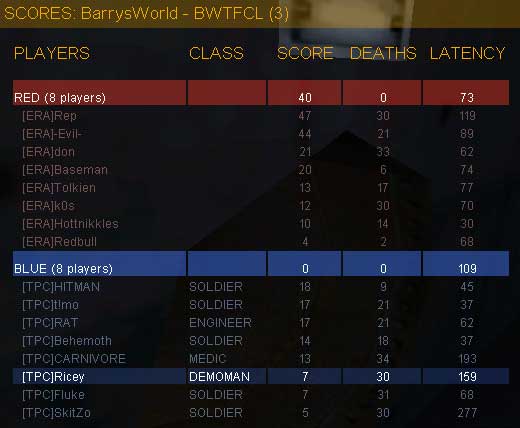 SCORES: BarrysWorld - BWTFCL (3)
PLAYERS CLASS SCORE DEATHS LATENCY
RED (8 players) 40 0 73
[ERA]Rep 47 30 119
[ERA]-Evil- 44 21 89
[ERA]don 21 33 62
[ERA]Baseman 20 6 74
[ERA]Tolkien 13 17 77
[ERA]k0s 12 30 70
[ERA]Hottnikkles 10 14 30
[ERA]Redbull 4 2 68
BLUE (8 players) 0 0 109
[TPC]HITMAN SOLDIER 18 9 45
[TPC]t!mo SOLDIER 17 21 37
[TPC]RAT ENGINEER 17 21 62
[TPC]Behemoth SOLDIER 14 18 37
[TPC]CARNIVORE MEDIC 13 34 193
[TPC]Ricey DEMOMAN 7 30 159
[TPC]Fluke SOLDIER 7 31 68
[TPC]SkitZo SOLDIER 5 30 277